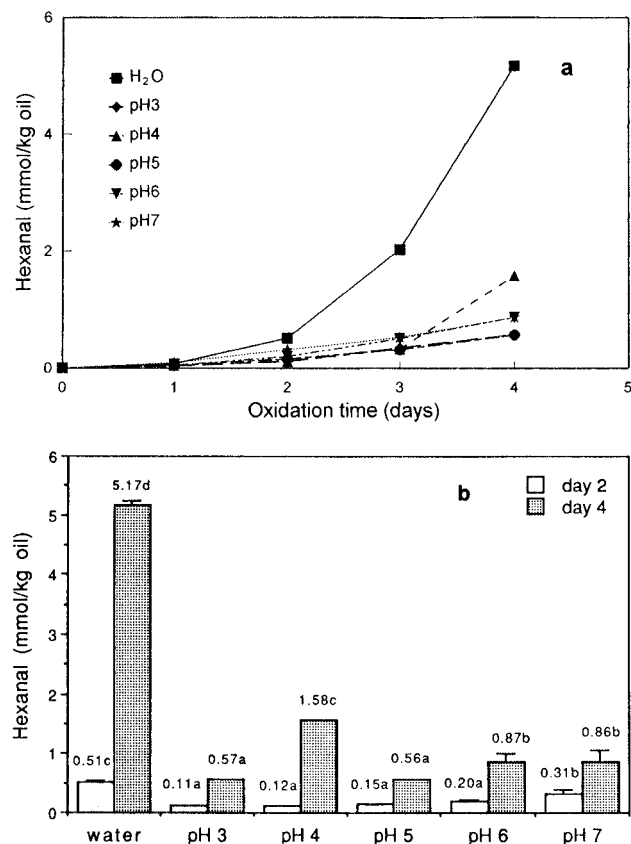 6
a
H₂O
pH3
pH4
pH5
pH6
pH7
4
2
0
Hexanal (mmol/kg oil)
0 1 2 3 4 5
Oxidation time (days)
6
b
day 2
day 4
5.17d
5
4
3
2
1.58c
1
0.51c
0.11a
0.57a
0.12a
0.15a
0.56a
0.20a
0.87b
0.31b
0.86b
0
Hexanal (mmol/kg oil)
water pH 3 pH 4 pH 5 pH 6 pH 7